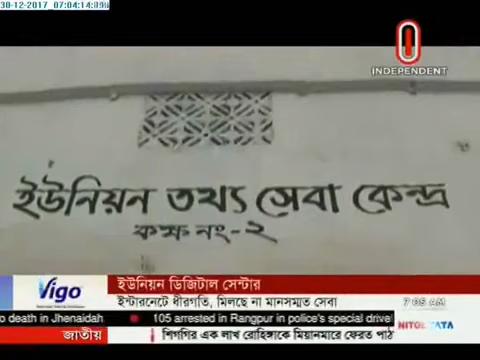 30-12-2017 07:04:14
INDEPENDENT
ইউনিয়ন তথ্য সেবা কেন্দ্র
কক্ষ নং-২
Vigo
ইউনিয়ন ডিজিটাল সেন্টার
ইন্টারনেটে ধীরগতি, মিলছে না মানসম্মত সেবা
7:05 AM
o death in Jhenaidah 105 arrested in Rangpur in police's special drive
NITOL TATA
জাতীয় শিগগির এক লাখ রোহিঙ্গাকে মিয়ানমারে ফেরত পাঠ